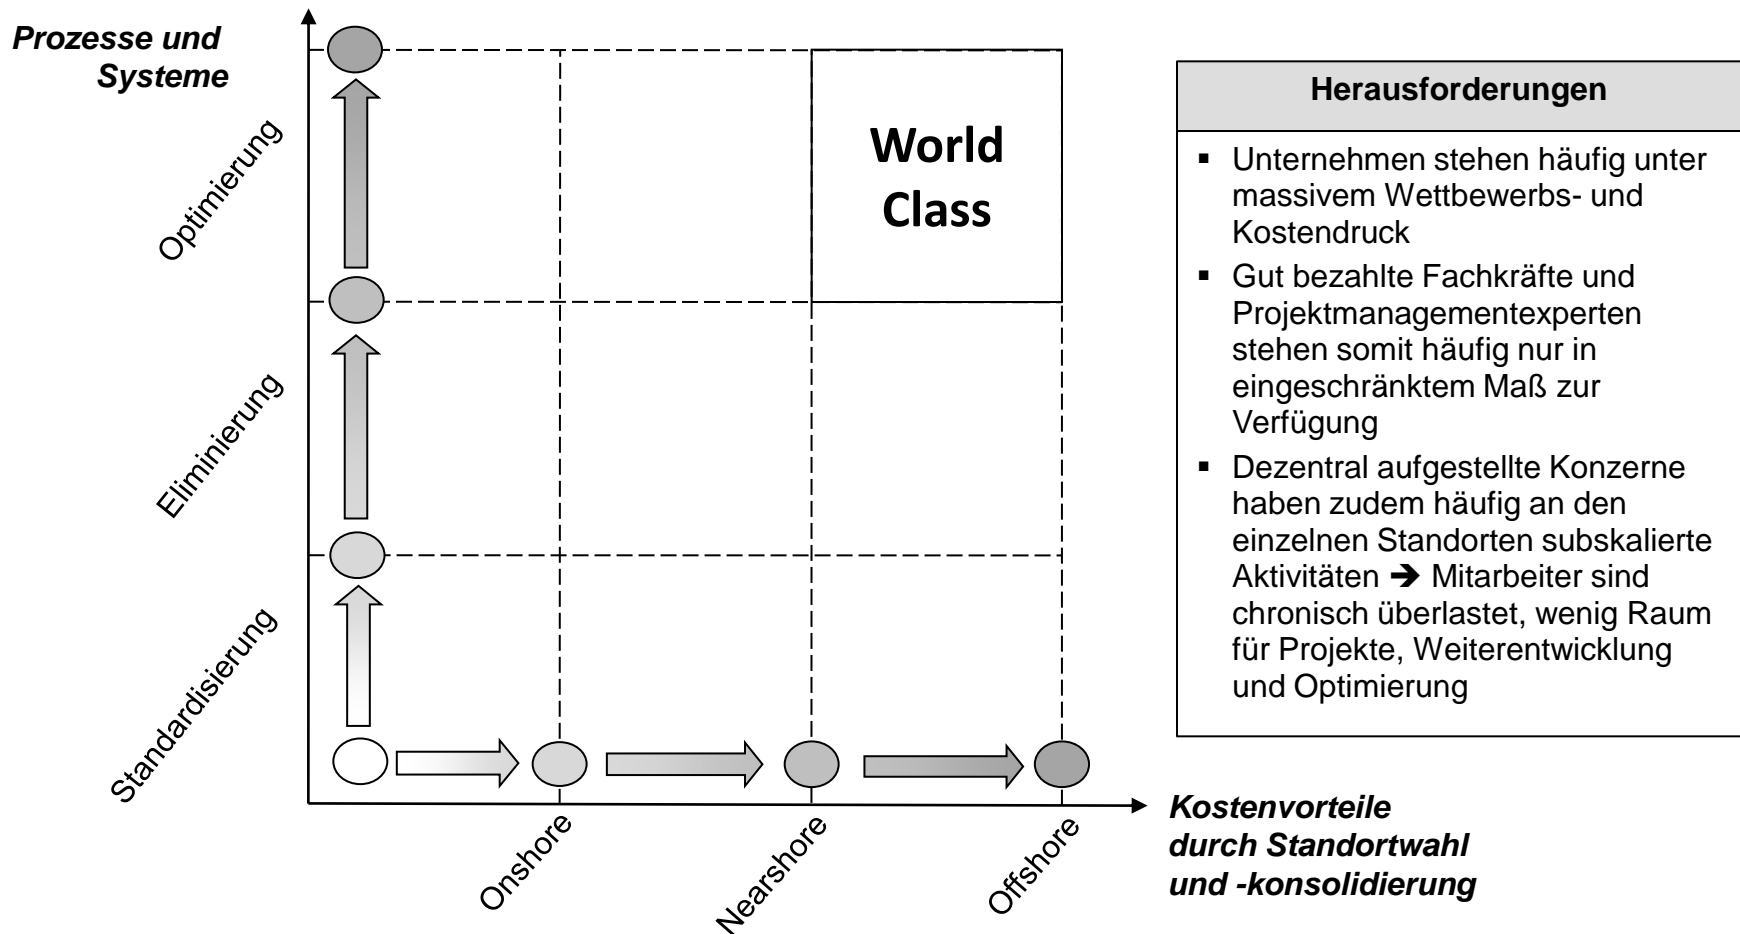 Prozesse und
Systeme
Optimierung
Eliminierung
Standardisierung
World
Class
Onshore
Nearshore
Offshore
Kostenvorteile
durch Standortwahl
und -konsolidierung
Herausforderungen
▪ Unternehmen stehen häufig unter
massivem Wettbewerbs- und
Kostendruck
▪ Gut bezahlte Fachkräfte und
Projektmanagementexperten
stehen somit häufig nur in
eingeschränktem Maß zur
Verfügung
▪ Dezentral aufgestellte Konzerne
haben zudem häufig an den
einzelnen Standorten subskalierte
Aktivitäten ➔ Mitarbeiter sind
chronisch überlastet, wenig Raum
für Projekte, Weiterentwicklung
und Optimierung